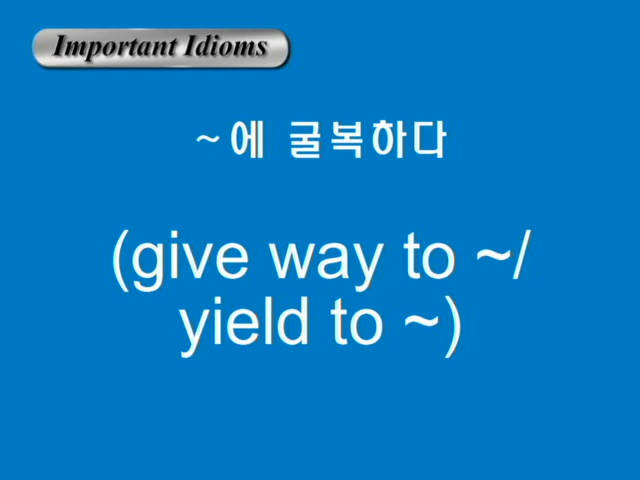 Important Idioms
~에 굴복하다
(give way to ~/
yield to ~)